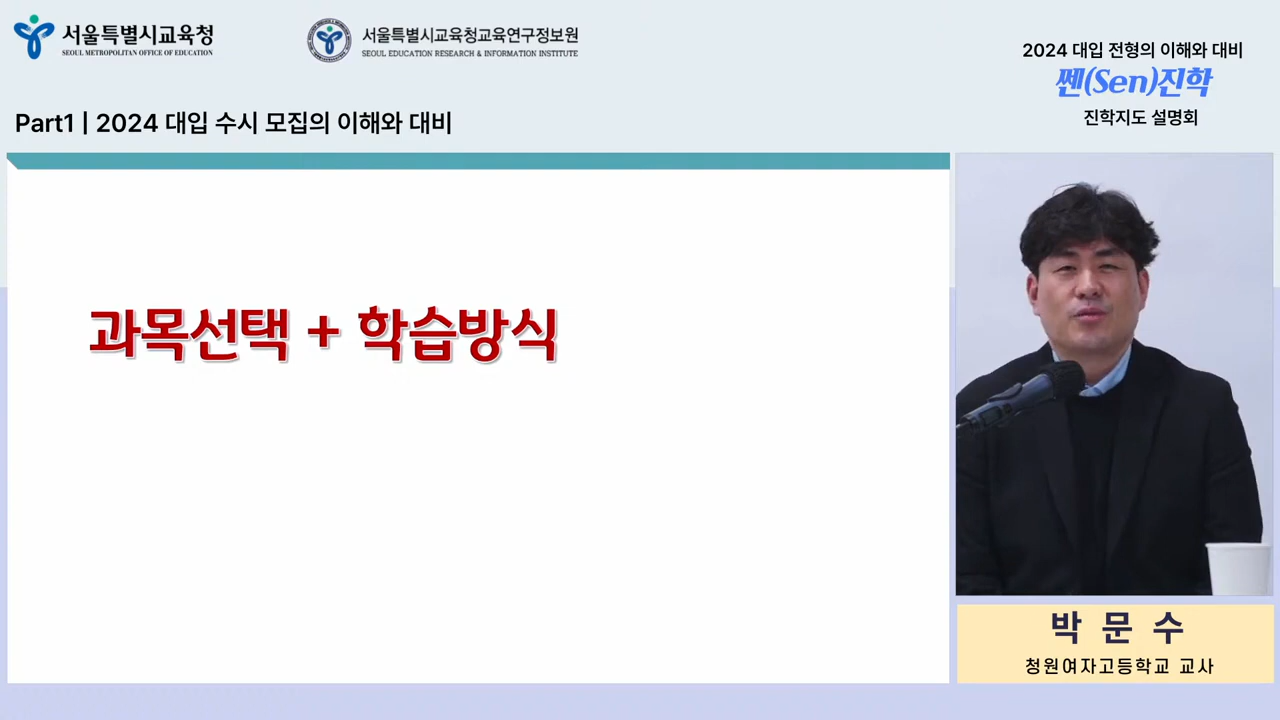 서울특별시교육청
SEOUL METROPOLITAN OFFICE OF EDUCATION
서울특별시교육청교육연구정보원
SEOUL EDUCATION RESEARCH & INFORMATION INSTITUTE
2024 대입 전형의 이해와 대비
쎈(Sen)진학
진학지도 설명회
Part1 | 2024 대입 수시 모집의 이해와 대비
과목선택 + 학습방식
박 문 수
청원여자고등학교 교사